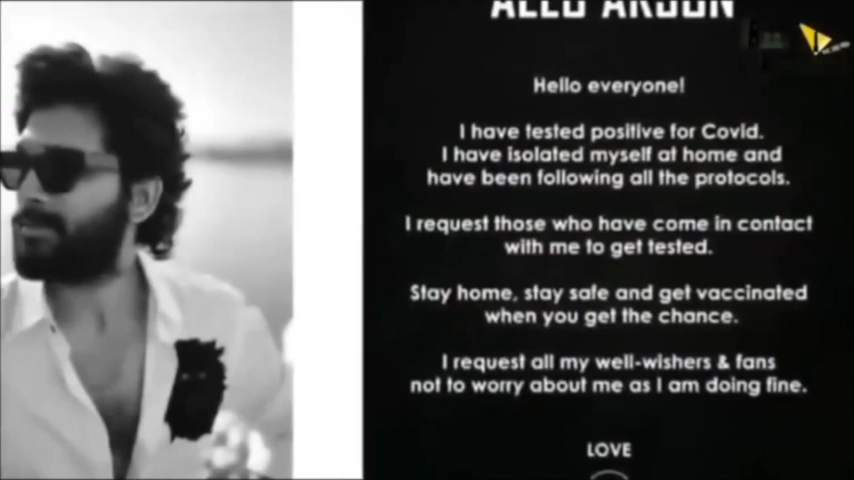 ALLU ARJUN
Hello everyone!
I have tested positive for Covid.
I have isolated myself at home and
have been following all the protocols.
I request those who have come in contact
with me to get tested.
Stay home, stay safe and get vaccinated
when you get the chance.
I request all my well-wishers & fans
not to worry about me as I am doing fine.
LOVE